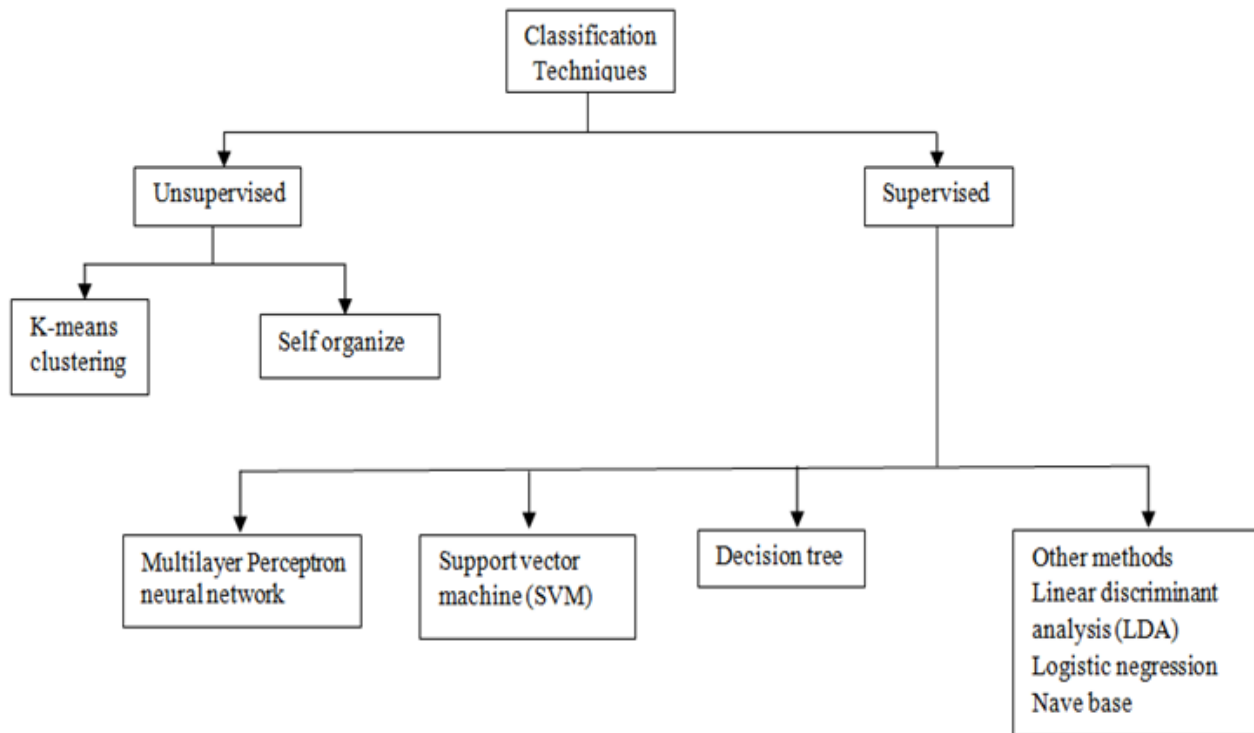 Classification
Techniques
Unsupervised
Supervised
K-means
clustering
Self organize
Multilayer Perceptron
neural network
Support vector
machine (SVM)
Decision tree
Other methods
Linear discriminant
analysis (LDA)
Logistic negression
Nave base